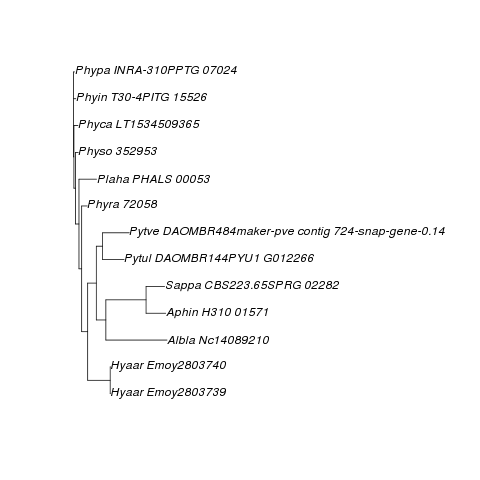 Phypa INRA-310PPTG 07024
Phyin T30-4PITG 15526
Phyca LT1534509365
Physo 352953
Plaha PHALS 00053
Phyra 72058
Pytve DAOMBR484maker-pve contig 724-snap-gene-0.14
Pytul DAOMBR144PYU1 G012266
Sappa CBS223.65SPRG 02282
Aphin H310 01571
Albla Nc14089210
Hyaar Emoy2803740
Hyaar Emoy2803739